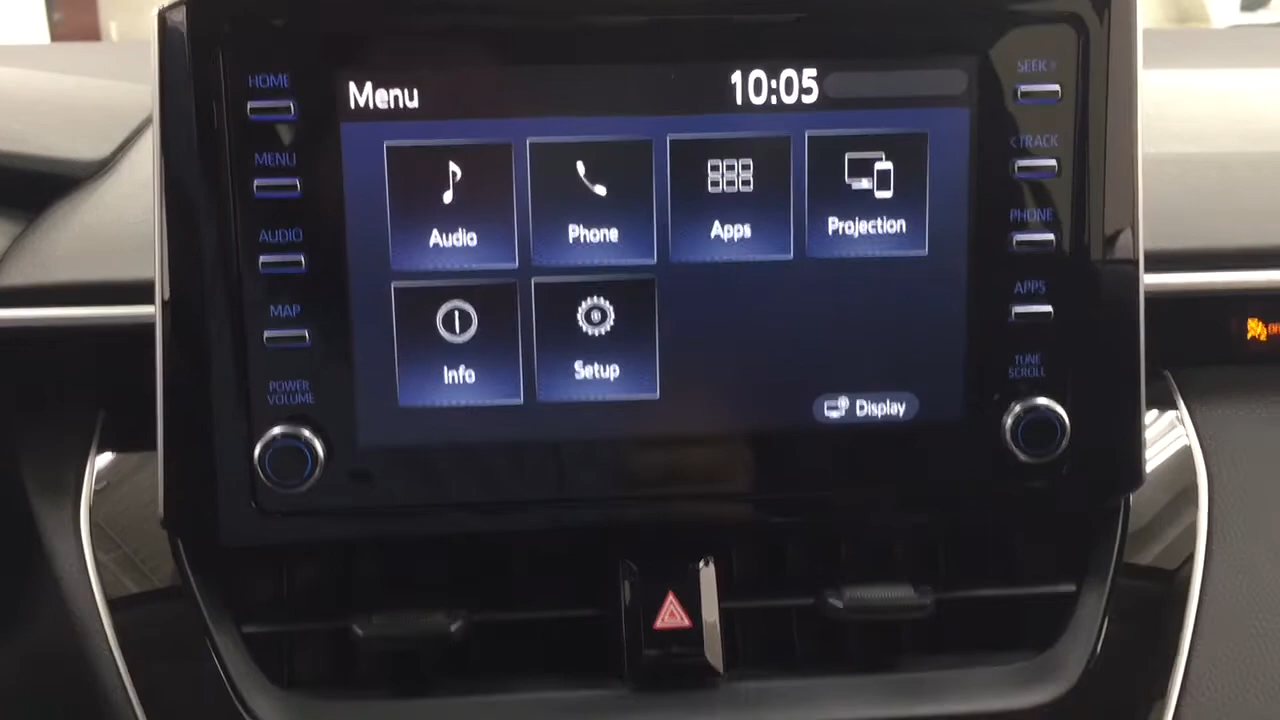 HOME
MENU
AUDIO
MAP
POWER
VOLUME
Menu
10:05
Audio
Phone
Apps
Projection
Info
Setup
Display
SEEK >
< TRACK
PHONE
APPS
TUNE
SCROLL